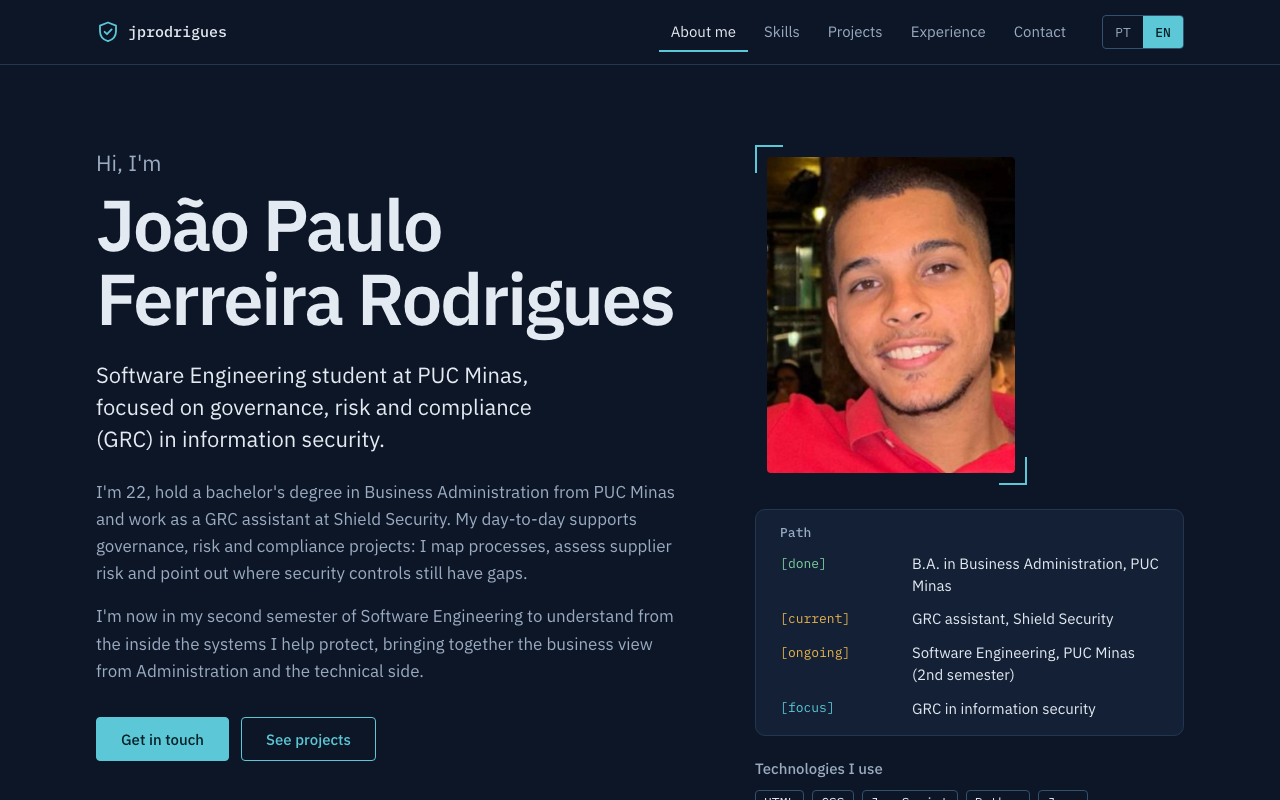 jprodrigues
About me
Skills
Projects
Experience
Contact
PT
EN
Hi, I'm
João Paulo
Ferreira Rodrigues
Software Engineering student at PUC Minas,
focused on governance, risk and compliance
(GRC) in information security.
I'm 22, hold a bachelor's degree in Business Administration from PUC Minas
and work as a GRC assistant at Shield Security. My day-to-day supports
governance, risk and compliance projects: I map processes, assess supplier
risk and point out where security controls still have gaps.
I'm now in my second semester of Software Engineering to understand from
the inside the systems I help protect, bringing together the business view
from Administration and the technical side.
Get in touch
See projects
Path
[done]
B.A. in Business Administration, PUC
Minas
[current]
GRC assistant, Shield Security
[ongoing]
Software Engineering, PUC Minas
(2nd semester)
[focus]
GRC in information security
Technologies I use